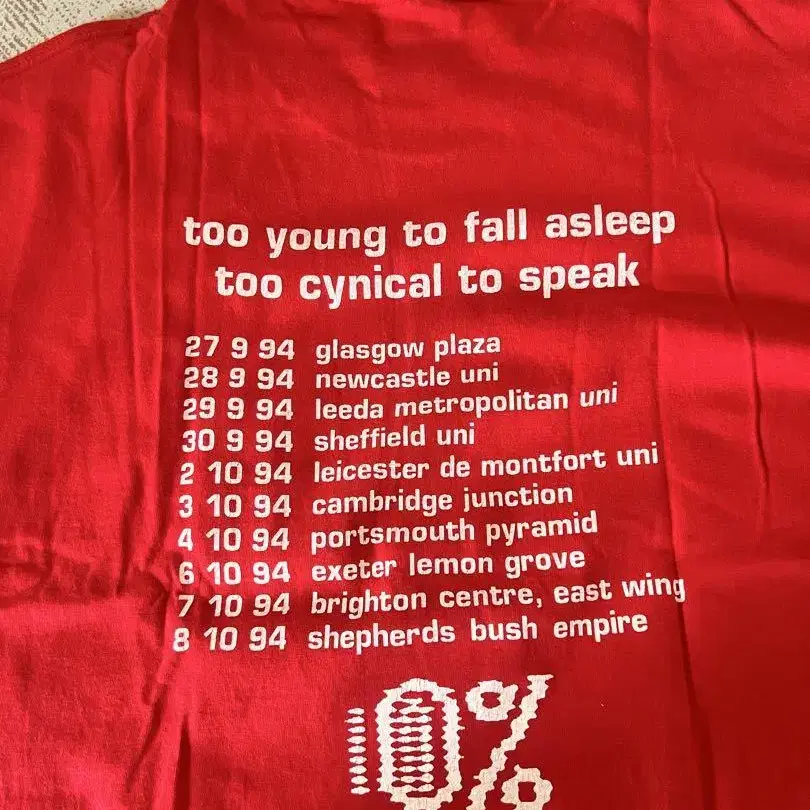 too young to fall asleep
too cynical to speak
27 9 94 glasgow plaza
28 9 94 newcastle uni
29 9 94 leeda metropolitan uni
30 9 94 sheffield uni
2 10 94 leicester de montfort uni
3 10 94 cambridge junction
4 10 94 portsmouth pyramid
6 10 94 exeter lemon grove
7 10 94 brighton centre, east wing
8 10 94 shepherds bush empire
0%